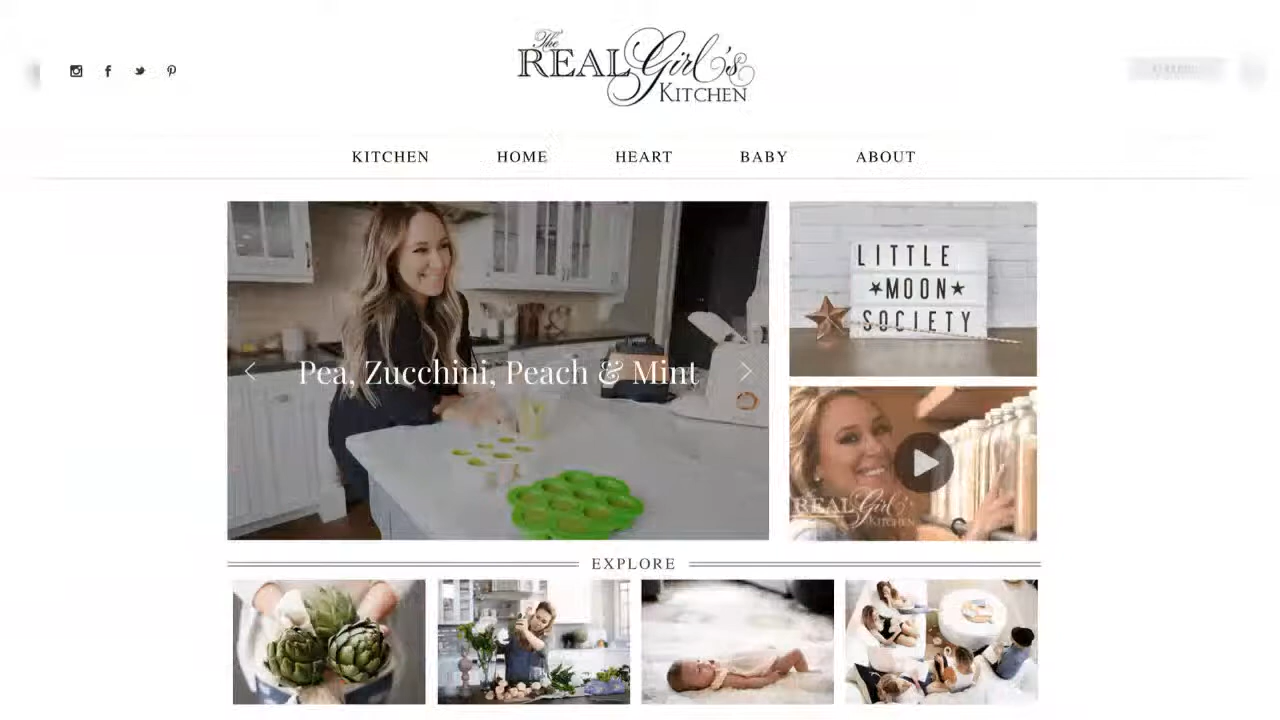 The
REAL Girl's
KITCHEN
KITCHEN HOME HEART BABY ABOUT
Pea, Zucchini, Peach & Mint
LITTLE
★MOON★
SOCIETY
REAL Girl's
KITCHEN
EXPLORE